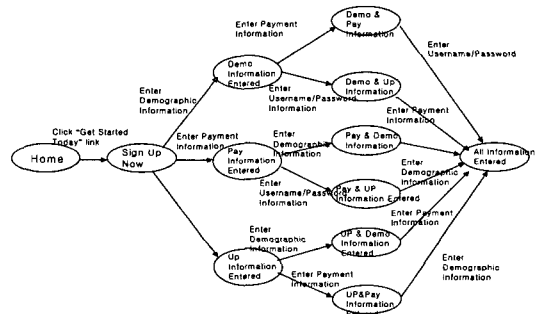 Demo &
Pay
Information
Enter Payment
Information
Enter
Username/Password
Demo
Information
Entered
Demo & Up
Information
Enter
Username/Password
Information
Enter
Demographic
Information
Enter Payment
Information
Click "Get Started
Today" link
Home
Sign Up
Now
Enter Payment
Information
Pay
Information
Entered
Enter
Demographic
Information
Pay & Demo
Information
All Information
Entered
Enter
Username/Password
Information
Pay & UP
Information Entered
Enter
Demographic
Information
Enter
Demographic
Information
UP & Demo
Information
Entered
Enter Payment
Information
Up
Information
Entered
Enter Payment
Information
UP&Pay
Information
Enter
Demographic
Information